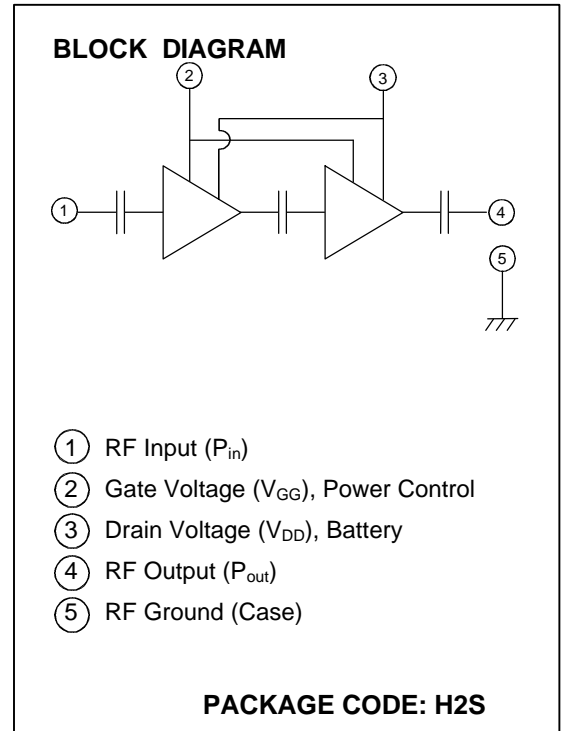 BLOCK DIAGRAM
2 3
1 4
5
1 RF Input (Pin)
2 Gate Voltage (VGG), Power Control
3 Drain Voltage (VDD), Battery
4 RF Output (Pout)
5 RF Ground (Case)
PACKAGE CODE: H2S